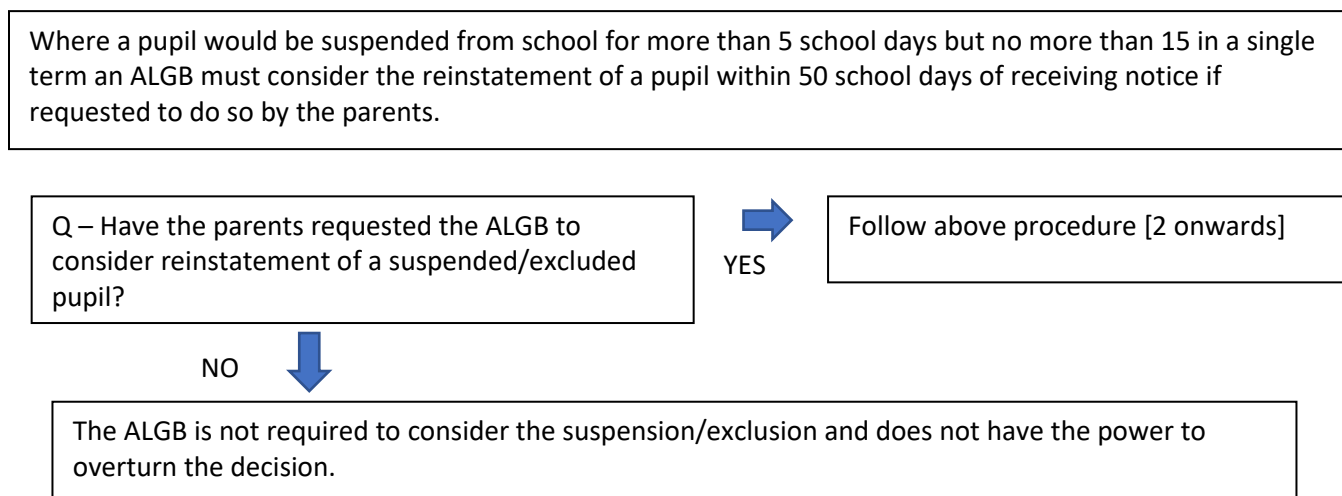 Where a pupil would be suspended from school for more than 5 school days but no more than 15 in a single
term an ALGB must consider the reinstatement of a pupil within 50 school days of receiving notice if
requested to do so by the parents.
Q – Have the parents requested the ALGB to
consider reinstatement of a suspended/excluded
pupil?
YES
Follow above procedure [2 onwards]
NO
The ALGB is not required to consider the suspension/exclusion and does not have the power to
overturn the decision.